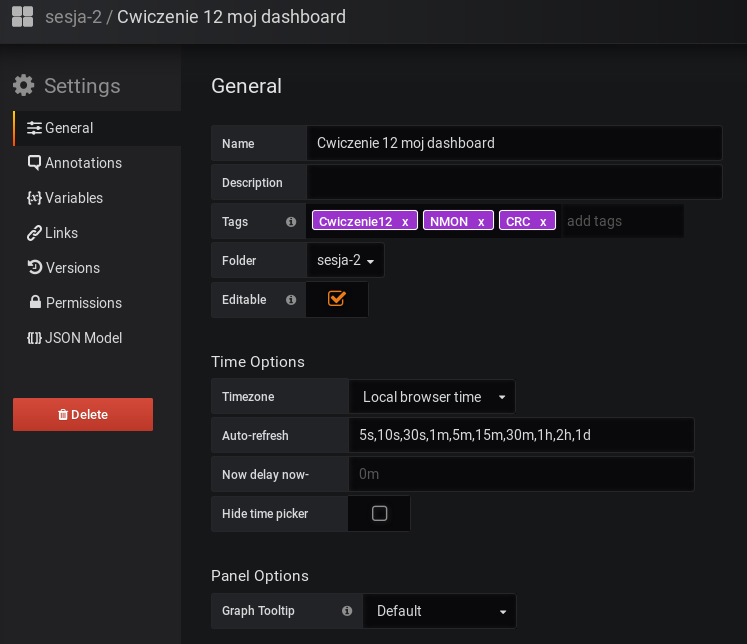 sesja-2 / Cwiczenie 12 moj dashboard
Settings
General
Annotations
Variables
Links
Versions
Permissions
JSON Model
Delete
General
Name Cwiczenie 12 moj dashboard
Description
Tags Cwiczenie12 x NMON x CRC x add tags
Folder sesja-2
Editable
Time Options
Timezone Local browser time
Auto-refresh 5s,10s,30s,1m,5m,15m,30m,1h,2h,1d
Now delay now- 0m
Hide time picker
Panel Options
Graph Tooltip Default